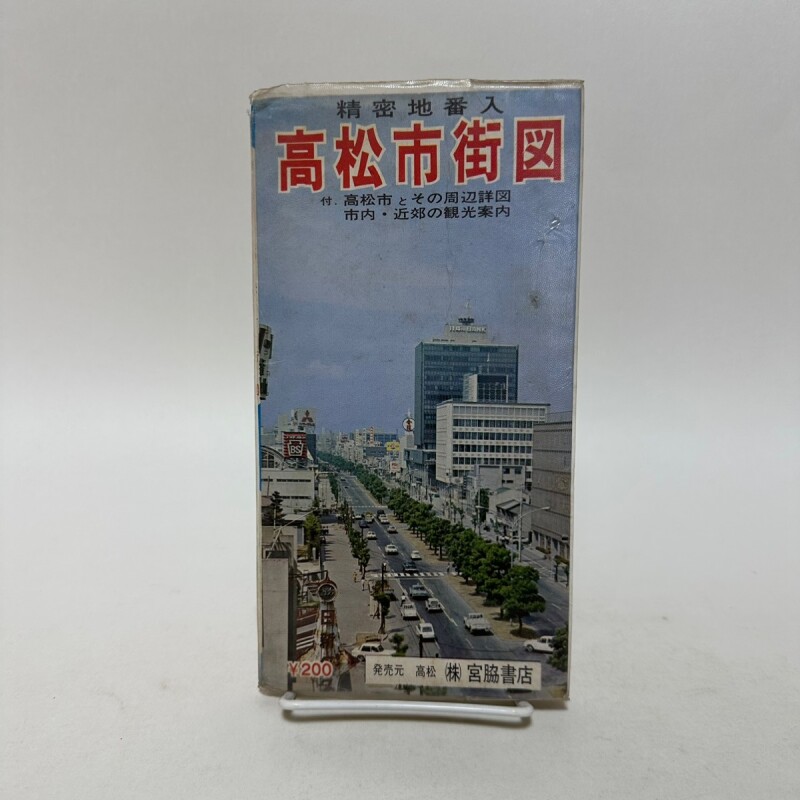 精密地番入
高松市街図
付.高松市とその周辺詳図
市内・近郊の観光案内
BS
¥200
発売元 高松 ㈱宮脇書店